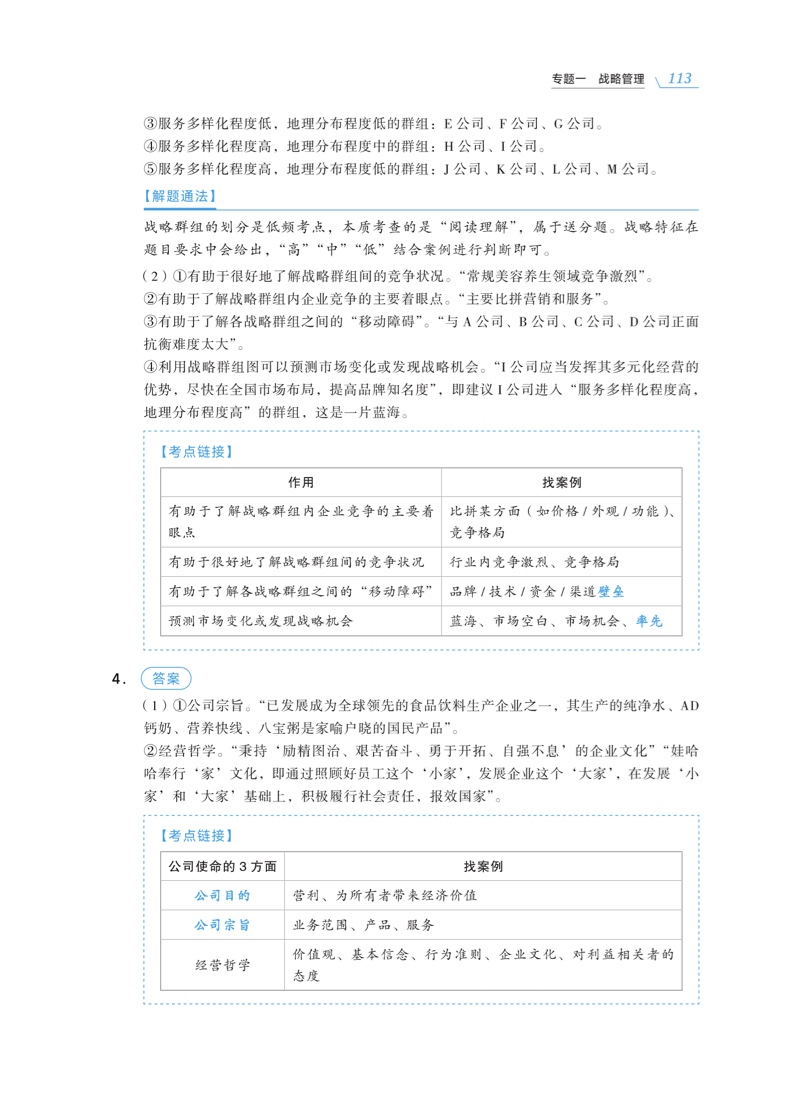 专题一 战略管理 113
③服务多样化程度低，地理分布程度低的群组：E 公司、F 公司、G 公司。
④服务多样化程度高，地理分布程度中的群组：H 公司、I 公司。
⑤服务多样化程度高，地理分布程度低的群组：J 公司、K 公司、L 公司、M 公司。
【解题通法】
战略群组的划分是低频考点，本质考查的是“阅读理解”，属于送分题。战略特征在
题目要求中会给出，“高”“中”“低”结合案例进行判断即可。
（2）①有助于很好地了解战略群组间的竞争状况。“常规美容养生领域竞争激烈”。
②有助于了解战略群组内企业竞争的主要着眼点。“主要比拼营销和服务”。
③有助于了解各战略群组之间的“移动障碍”。“与 A 公司、B 公司、C 公司、D 公司正面
抗衡难度太大”。
④利用战略群组图可以预测市场变化或发现战略机会。“I 公司应当发挥其多元化经营的
优势，尽快在全国市场布局，提高品牌知名度”，即建议 I 公司进入“服务多样化程度高，
地理分布程度高”的群组，这是一片蓝海。
【考点链接】
作用 找案例
有助于了解战略群组内企业竞争的主要着 比拼某方面（如价格/外观/功能）、
眼点 竞争格局
有助于很好地了解战略群组间的竞争状况 行业内竞争激烈、竞争格局
有助于了解各战略群组之间的“移动障碍” 品牌/技术/资金/渠道壁垒
预测市场变化或发现战略机会 蓝海、市场空白、市场机会、率先
4. 答案
（1）①公司宗旨。“已发展成为全球领先的食品饮料生产企业之一，其生产的纯净水、AD
钙奶、营养快线、八宝粥是家喻户晓的国民产品”。
②经营哲学。“秉持‘励精图治、艰苦奋斗、勇于开拓、自强不息’的企业文化”“娃哈
哈奉行‘家’文化，即通过照顾好员工这个‘小家’，发展企业这个‘大家’，在发展‘小
家’和‘大家’基础上，积极履行社会责任，报效国家”。
【考点链接】
公司使命的 3 方面 找案例
公司目的 营利、为所有者带来经济价值
公司宗旨 业务范围、产品、服务
经营哲学 价值观、基本信念、行为准则、企业文化、对利益相关者的
态度